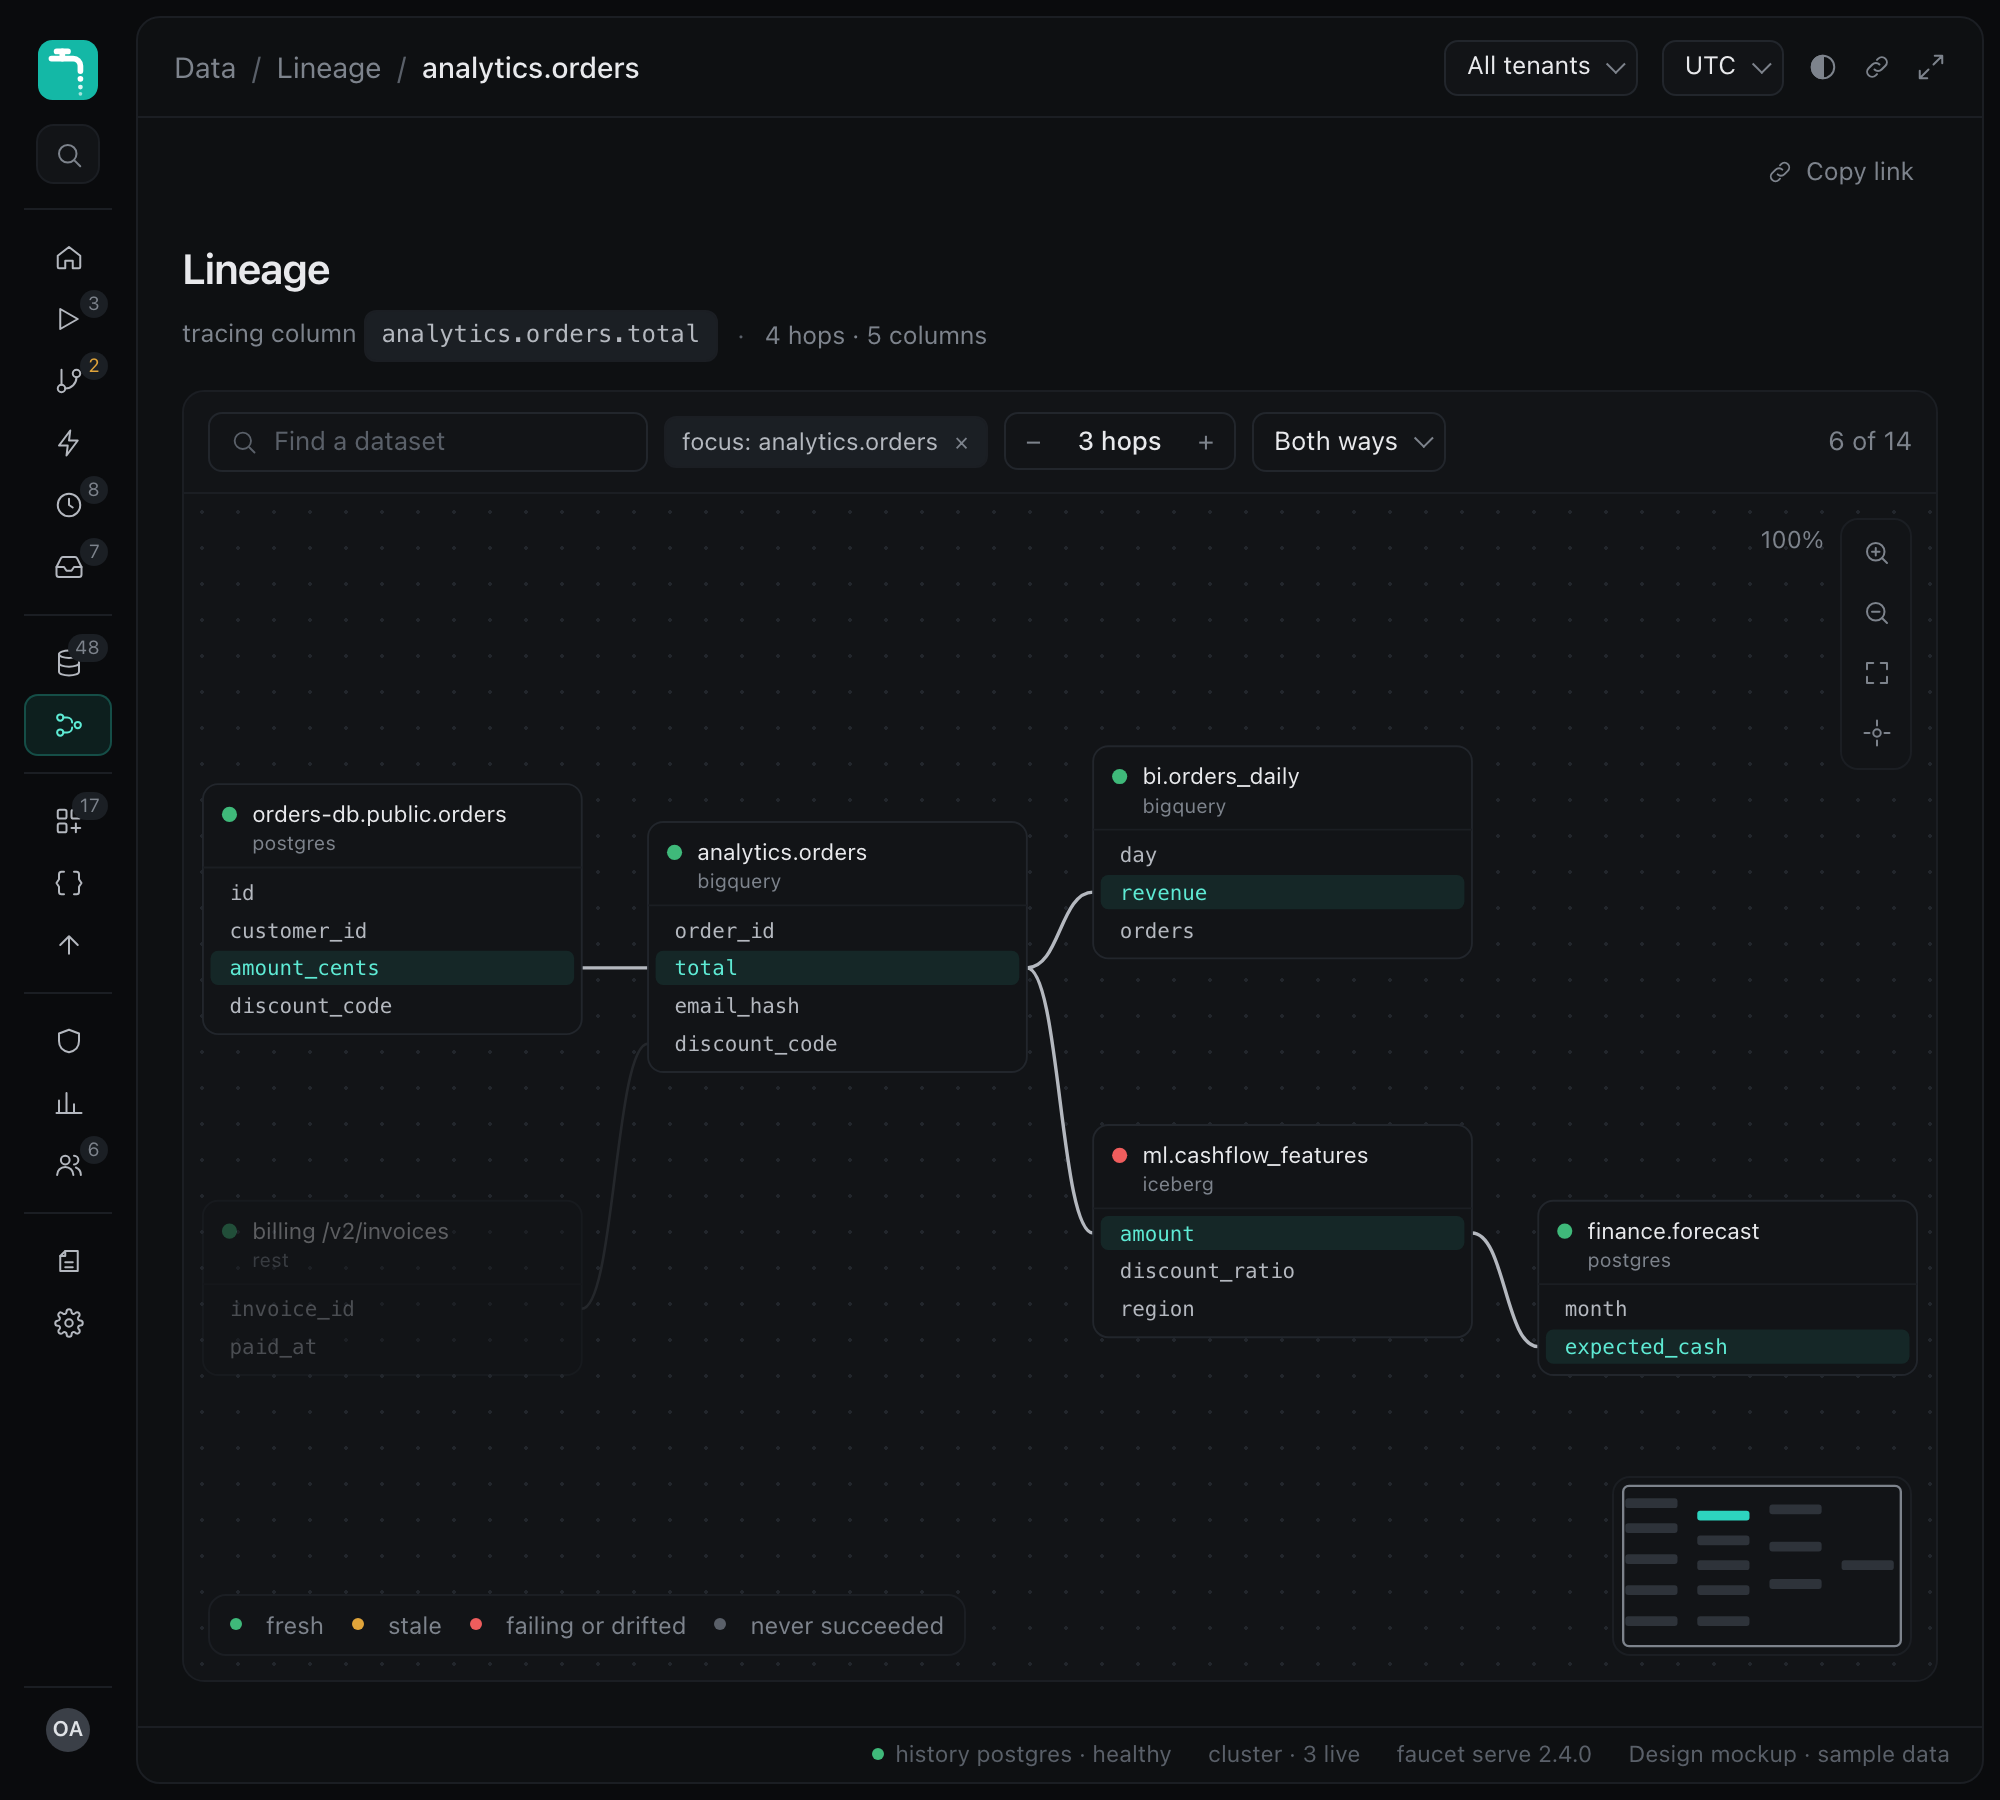 Data / Lineage / analytics.orders
All tenants
UTC
Copy link
Lineage
tracing column analytics.orders.total · 4 hops · 5 columns
Find a dataset
focus: analytics.orders ×
− 3 hops +
Both ways
6 of 14
100%
3
2
8
7
48
17
6
OA
orders-db.public.orders
postgres
id
customer_id
amount_cents
discount_code
billing /v2/invoices
rest
invoice_id
paid_at
analytics.orders
bigquery
order_id
total
email_hash
discount_code
bi.orders_daily
bigquery
day
revenue
orders
ml.cashflow_features
iceberg
amount
discount_ratio
region
finance.forecast
postgres
month
expected_cash
fresh
stale
failing or drifted
never succeeded
history postgres · healthy
cluster · 3 live
faucet serve 2.4.0
Design mockup · sample data